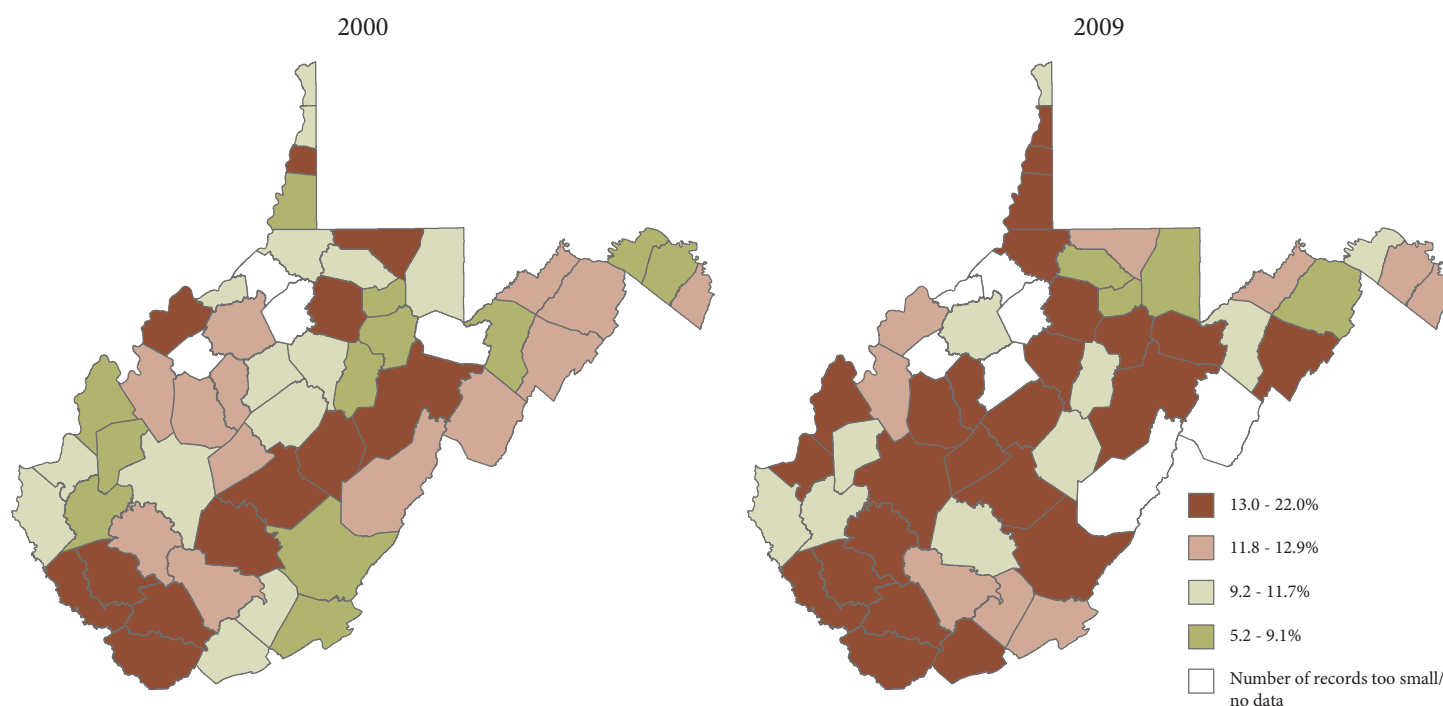 2000
2009
13.0 - 22.0%
11.8 - 12.9%
9.2 - 11.7%
5.2 - 9.1%
Number of records too small/
no data